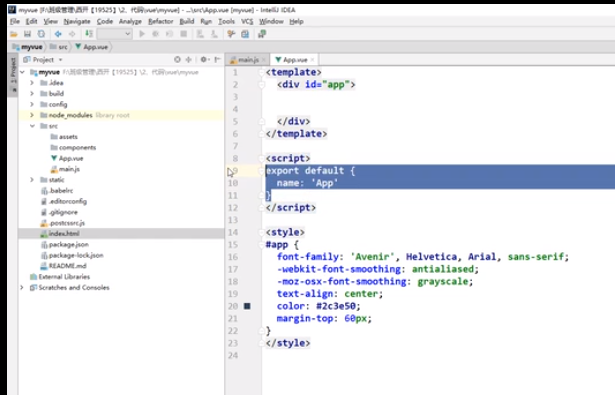 myvue [F:\班级管理\西开【19525】\2、代码\vue\myvue] - ...\src\App.vue [myvue] - IntelliJ IDEA
File Edit View Navigate Code Analyze Refactor Build Run Tools VCS Window Help
myvue src App.vue
Project main.js App.vue
1: Project
myvue F:\班级管理\西开【19525】\2、代码\vue\myvue
.idea
build
config
node_modules library root
src
assets
components
App.vue
main.js
static
.babelrc
.editorconfig
.gitignore
.postcssrc.js
index.html
package.json
package-lock.json
README.md
External Libraries
Scratches and Consoles
1 <template>
2 <div id="app">
3
4
5 </div>
6 </template>
7
8 <script>
9 export default {
10 name: 'App'
11 }
12 </script>
13
14 <style>
15 #app {
16 font-family: 'Avenir', Helvetica, Arial, sans-serif;
17 -webkit-font-smoothing: antialiased;
18 -moz-osx-font-smoothing: grayscale;
19 text-align: center;
20 color: #2c3e50;
21 margin-top: 60px;
22 }
23 </style>
24